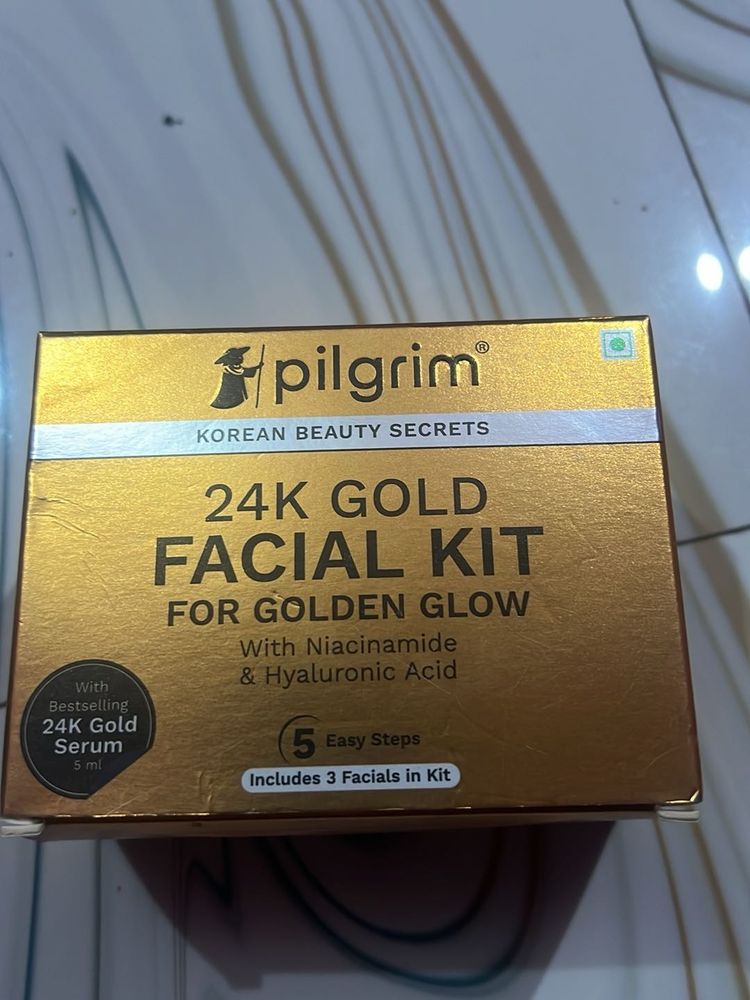 pilgrim®
KOREAN BEAUTY SECRETS
24K GOLD
FACIAL KIT
FOR GOLDEN GLOW
With Niacinamide
& Hyaluronic Acid
With
Bestselling
24K Gold
Serum
5 ml
5 Easy Steps
Includes 3 Facials in Kit